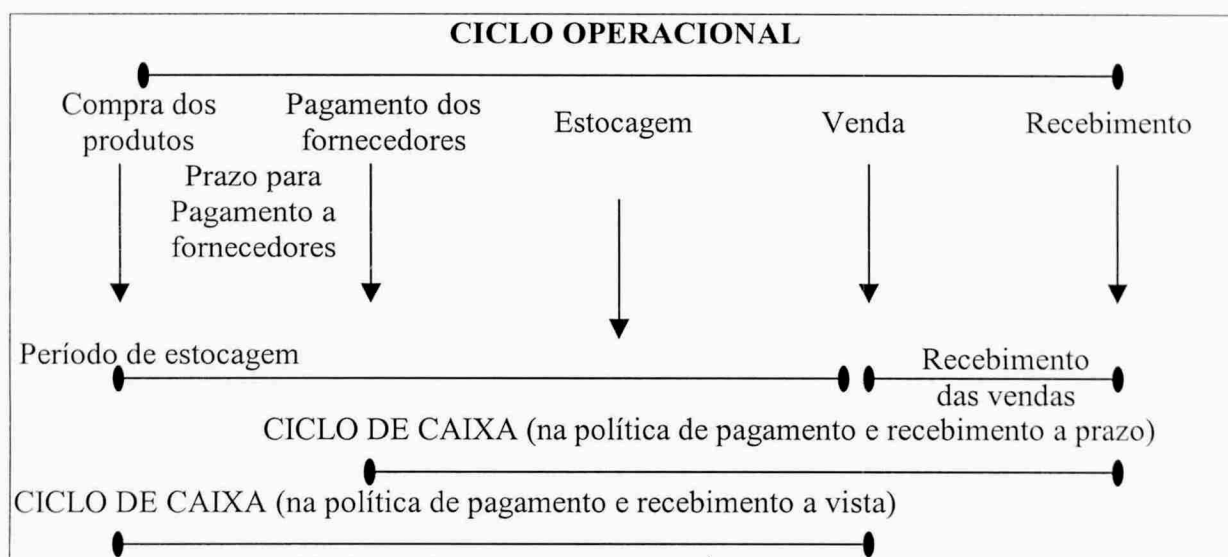 CICLO OPERACIONAL
Compra dos
produtos
Pagamento dos
fornecedores
Estocagem
Venda
Recebimento
Prazo para
Pagamento a
fornecedores
Período de estocagem
Recebimento
das vendas
CICLO DE CAIXA (na política de pagamento e recebimento a prazo)
CICLO DE CAIXA (na política de pagamento e recebimento a vista)